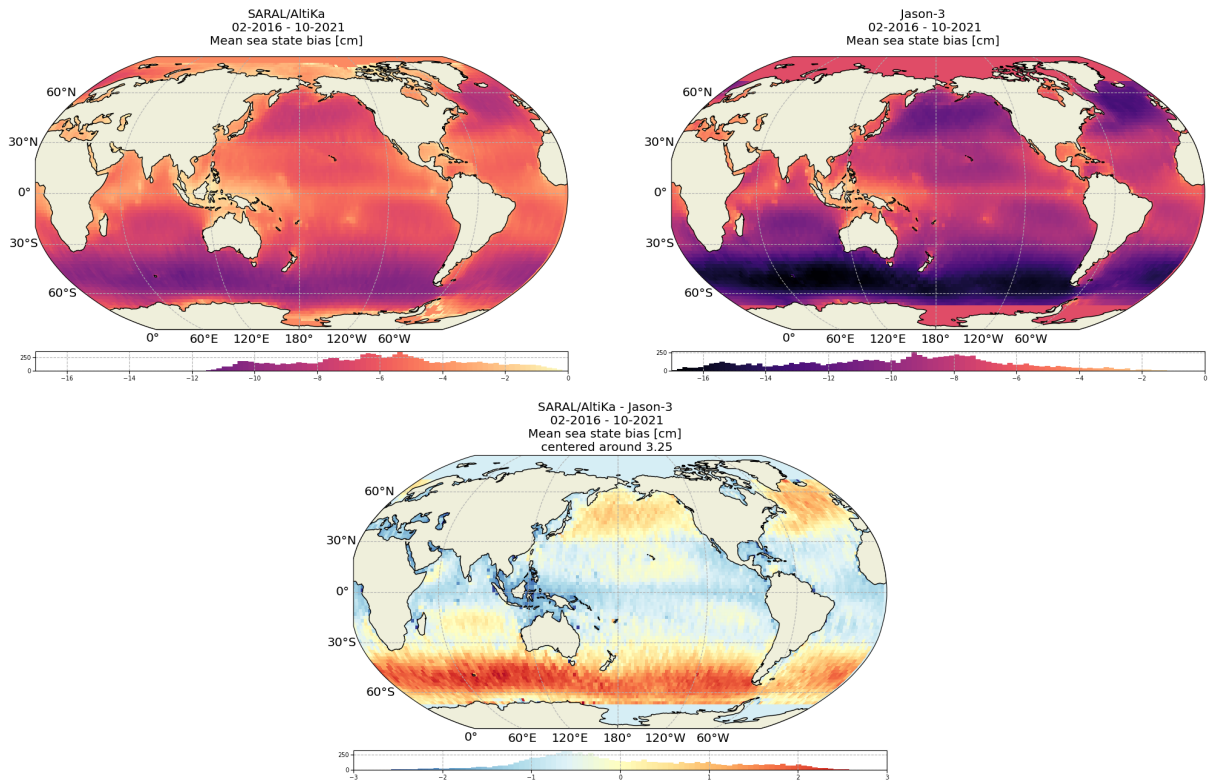 SARAL/AltiKa
02-2016 - 10-2021
Mean sea state bias [cm]
60°N
30°N
0°
30°S
60°S
0° 60°E 120°E 180° 120°W 60°W
250
0
−16 −14 −12 −10 −8 −6 −4 −2 0
Jason-3
02-2016 - 10-2021
Mean sea state bias [cm]
60°N
30°N
0°
30°S
60°S
0° 60°E 120°E 180° 120°W 60°W
250
0
−16 −14 −12 −10 −8 −6 −4 −2 0
SARAL/AltiKa - Jason-3
02-2016 - 10-2021
Mean sea state bias [cm]
centered around 3.25
60°N
30°N
0°
30°S
60°S
0° 60°E 120°E 180° 120°W 60°W
250
0
−3 −2 −1 0 1 2 3